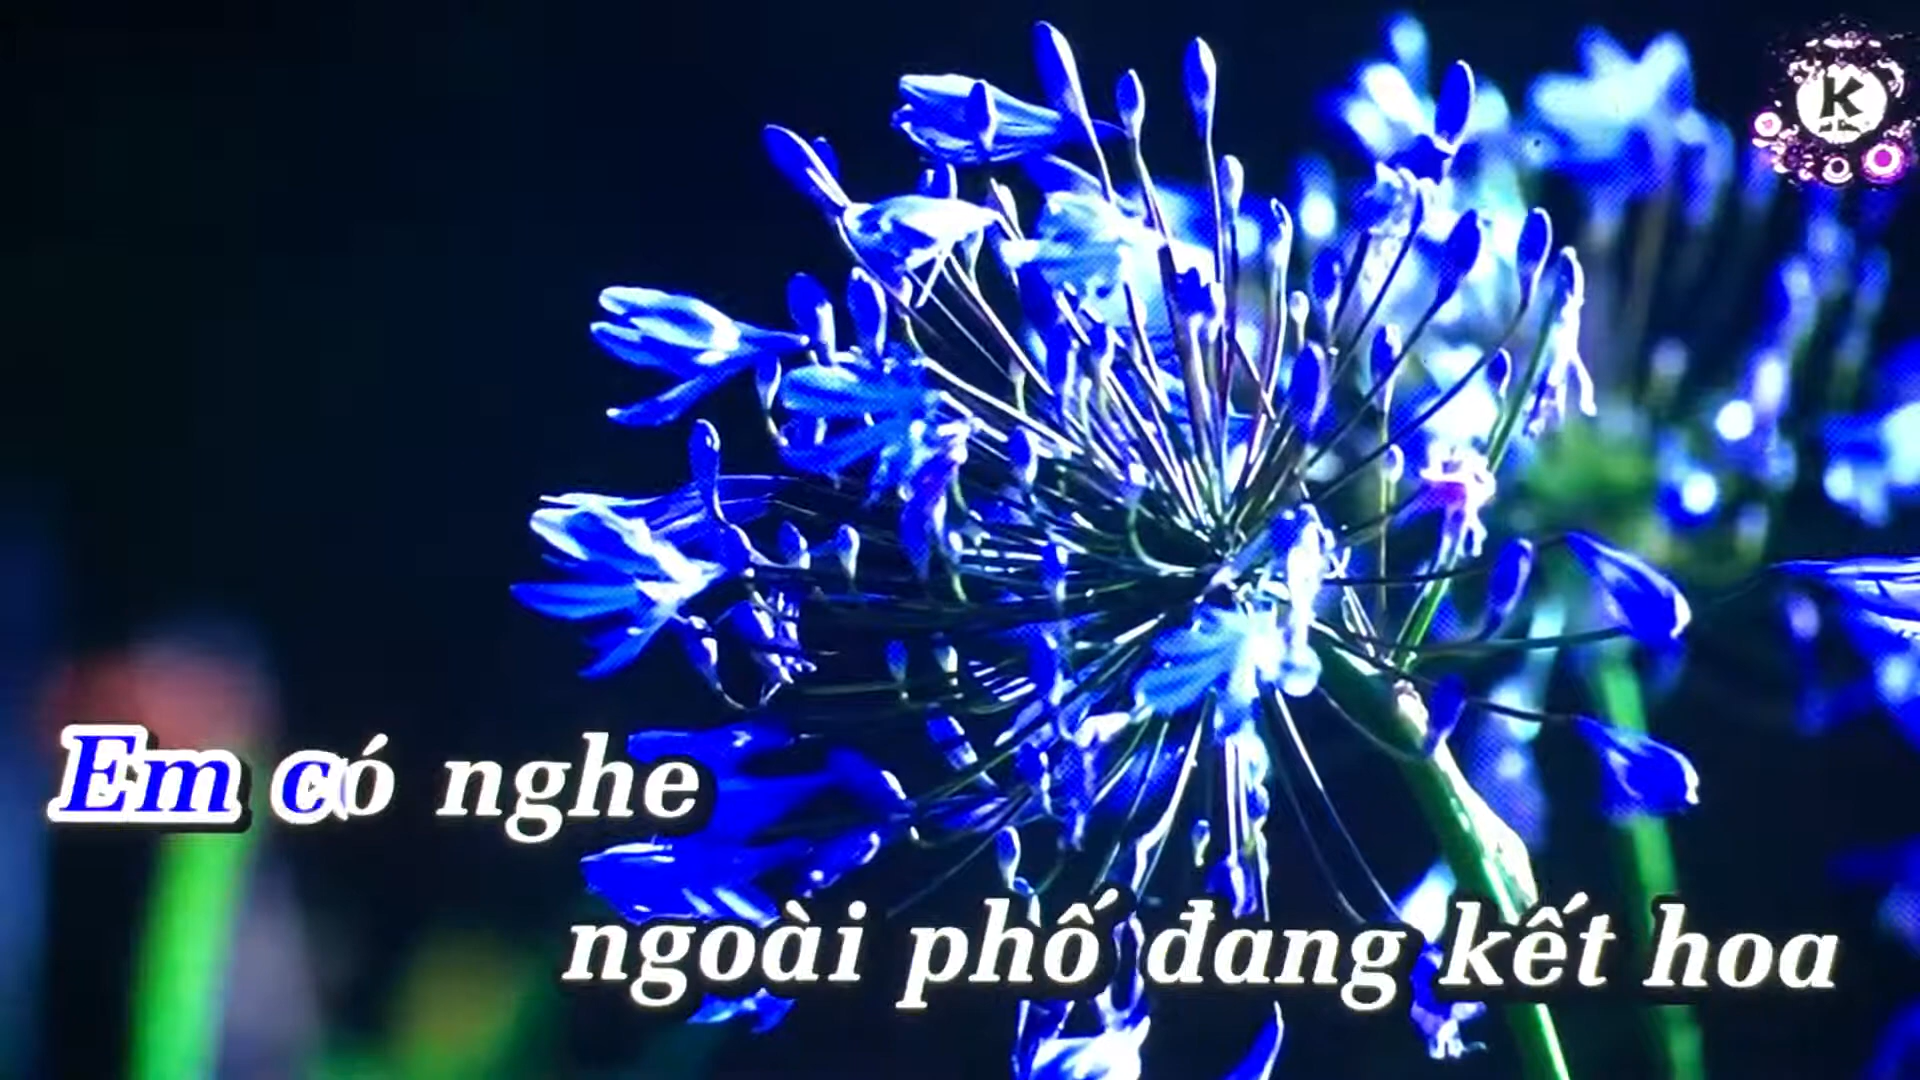 K
Em có nghe
ngoài phố đang kết hoa